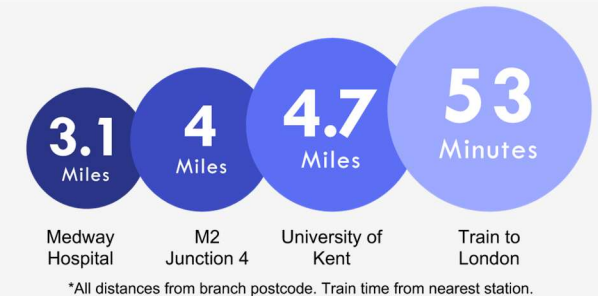 3.1
Miles
4
Miles
4.7
Miles
53
Minutes
Medway
Hospital
M2
Junction 4
University of
Kent
Train to
London
*All distances from branch postcode. Train time from nearest station.